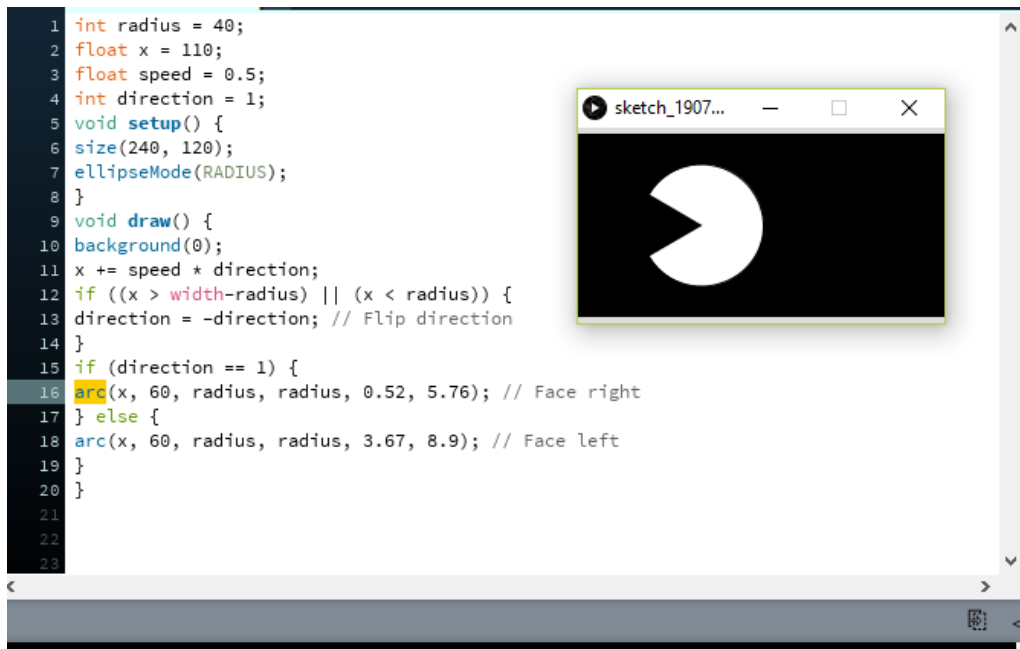 1 int radius = 40;
2 float x = 110;
3 float speed = 0.5;
4 int direction = 1;
5 void setup() {
6 size(240, 120);
7 ellipseMode(RADIUS);
8 }
9 void draw() {
10 background(0);
11 x += speed * direction;
12 if ((x > width-radius) || (x < radius)) {
13 direction = -direction; // Flip direction
14 }
15 if (direction == 1) {
16 arc(x, 60, radius, radius, 0.52, 5.76); // Face right
17 } else {
18 arc(x, 60, radius, radius, 3.67, 8.9); // Face left
19 }
20 }
21
22
23
sketch_1907...